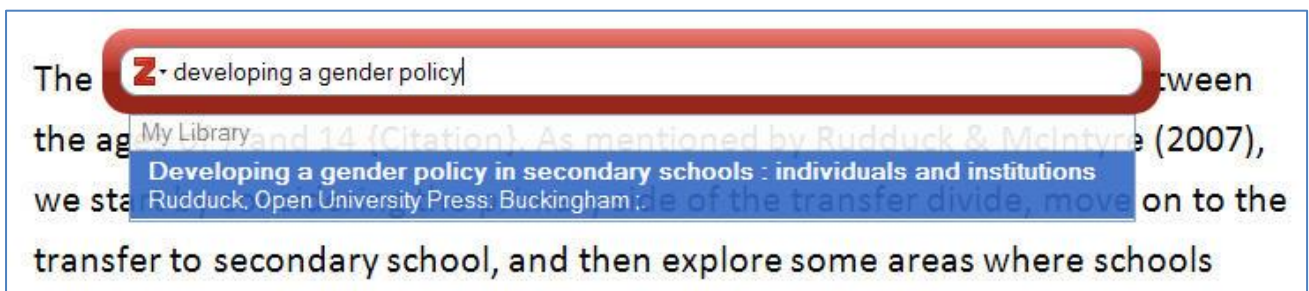 The Z developing a gender policy tween
My Library
the ag and 14 {Citation}. As mentioned by Rudduck & McIntyre (2007),
Developing a gender policy in secondary schools : individuals and institutions
Rudduck, Open University Press: Buckingham ;.
we sta side of the transfer divide, move on to the
transfer to secondary school, and then explore some areas where schools